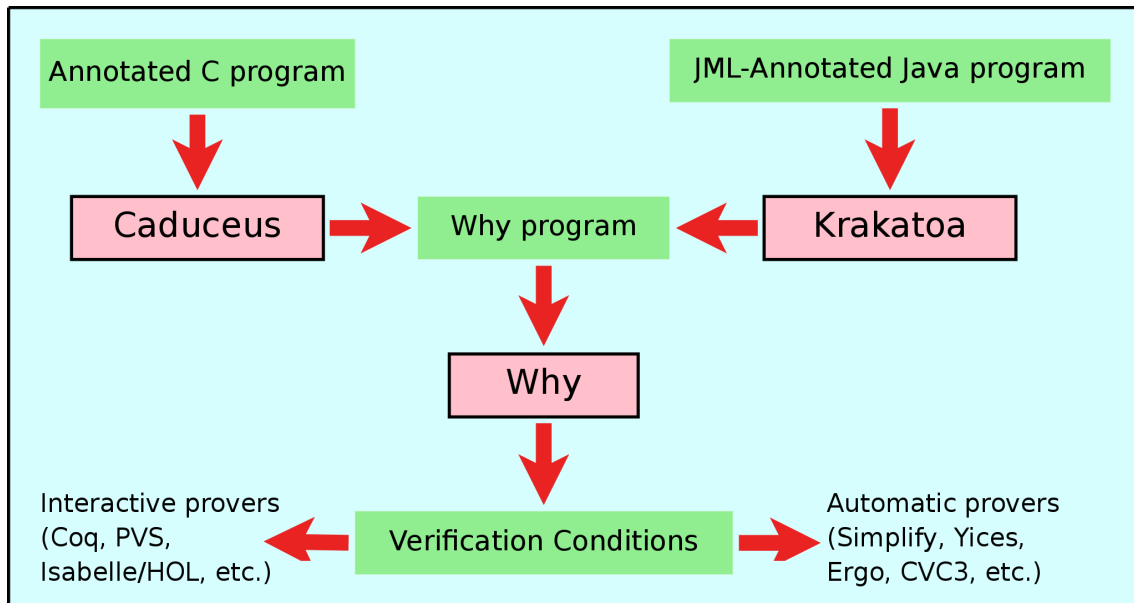 Annotated C program
JML-Annotated Java program
Caduceus
Why program
Krakatoa
Why
Interactive provers
(Coq, PVS,
Isabelle/HOL, etc.)
Verification Conditions
Automatic provers
(Simplify, Yices,
Ergo, CVC3, etc.)